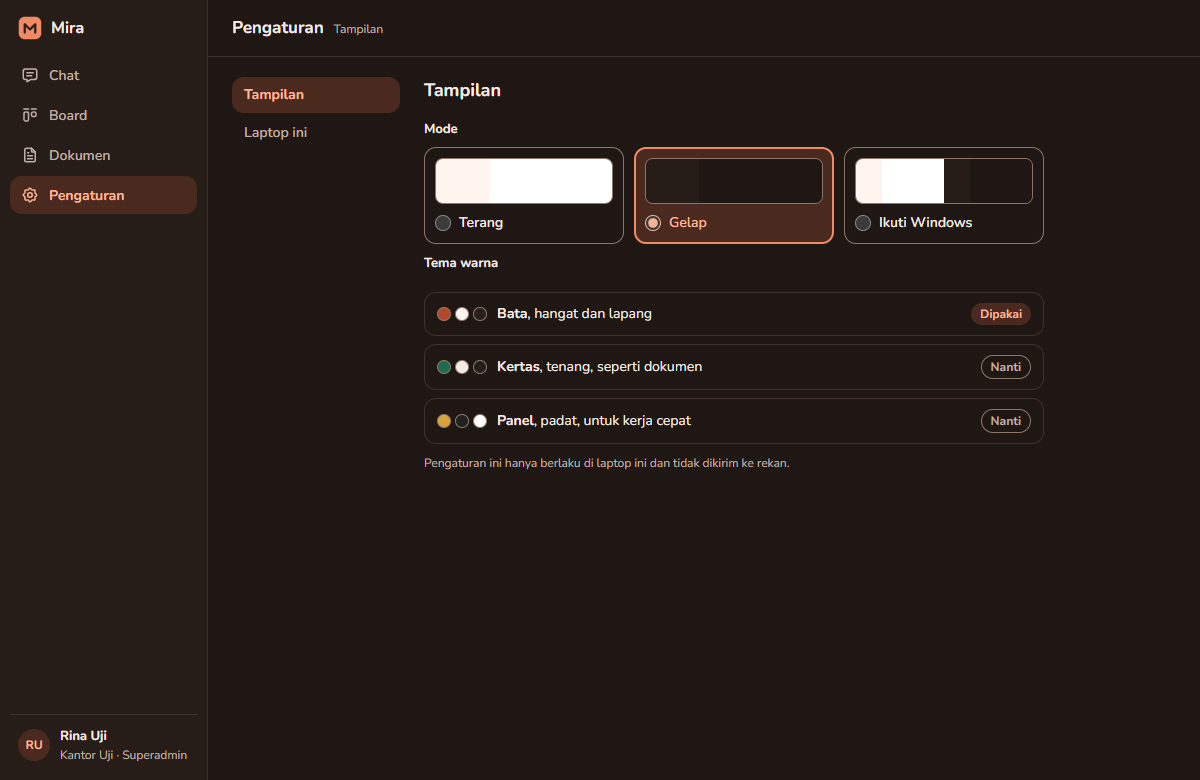 Mira
Chat
Board
Dokumen
Pengaturan
Pengaturan Tampilan
Tampilan
Laptop ini
Tampilan
Mode
Terang
Gelap
Ikuti Windows
Tema warna
Bata, hangat dan lapang
Dipakai
Kertas, tenang, seperti dokumen
Nanti
Panel, padat, untuk kerja cepat
Nanti
Pengaturan ini hanya berlaku di laptop ini dan tidak dikirim ke rekan.
RU
Rina Uji
Kantor Uji · Superadmin